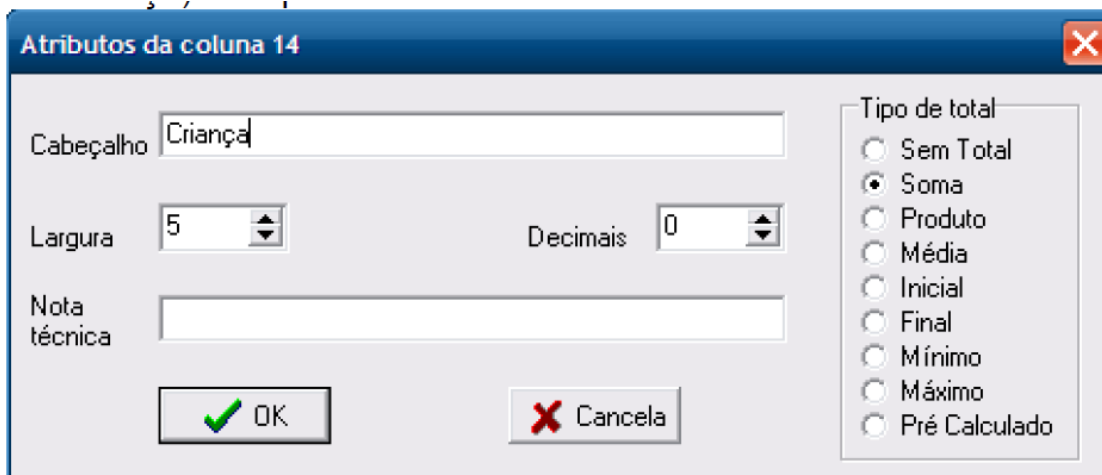 Atributos da coluna 14
Cabeçalho Criança
Largura 5 Decimais 0
Nota técnica
OK Cancela
Tipo de total
Sem Total
Soma
Produto
Média
Inicial
Final
Mínimo
Máximo
Pré Calculado